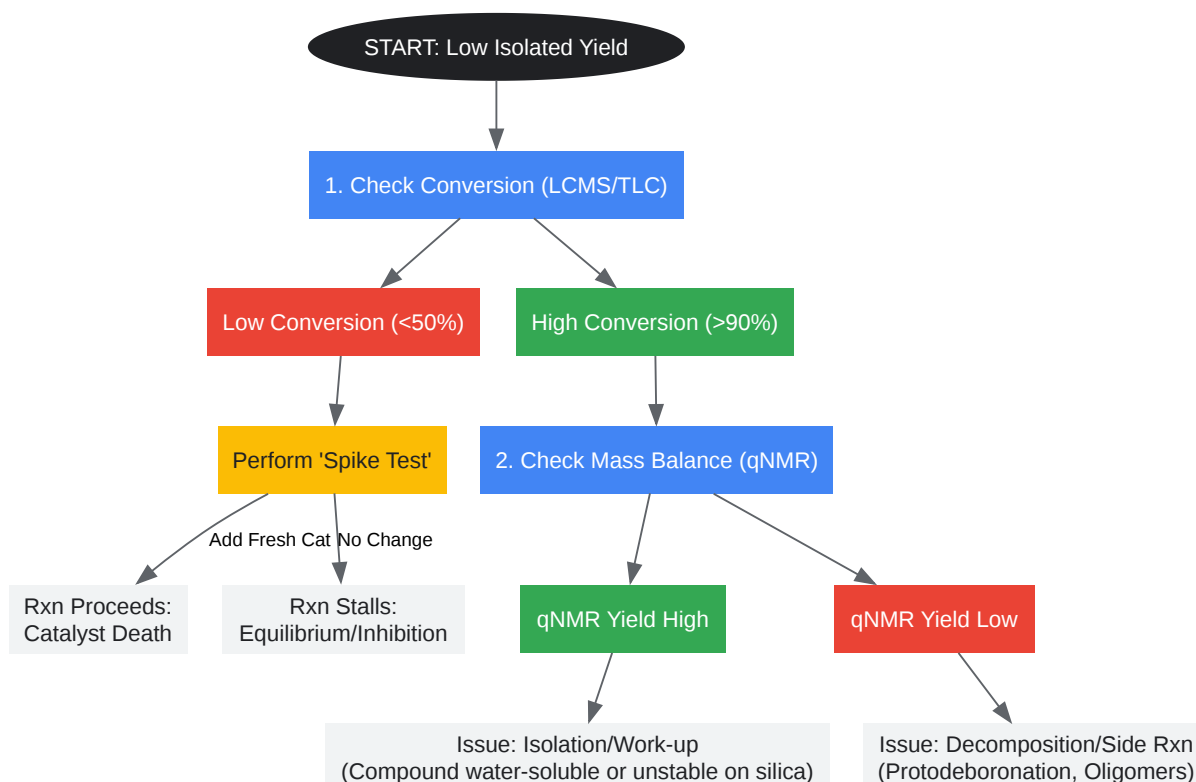 START: Low Isolated Yield
1. Check Conversion (LCMS/TLC)
Low Conversion (<50%)
High Conversion (>90%)
Perform 'Spike Test'
2. Check Mass Balance (qNMR)
Add Fresh Cat
No Change
Rxn Proceeds:
Catalyst Death
Rxn Stalls:
Equilibrium/Inhibition
qNMR Yield High
qNMR Yield Low
Issue: Isolation/Work-up
(Compound water-soluble or unstable on silica)
Issue: Decomposition/Side Rxn
(Protodeboronation, Oligomers)